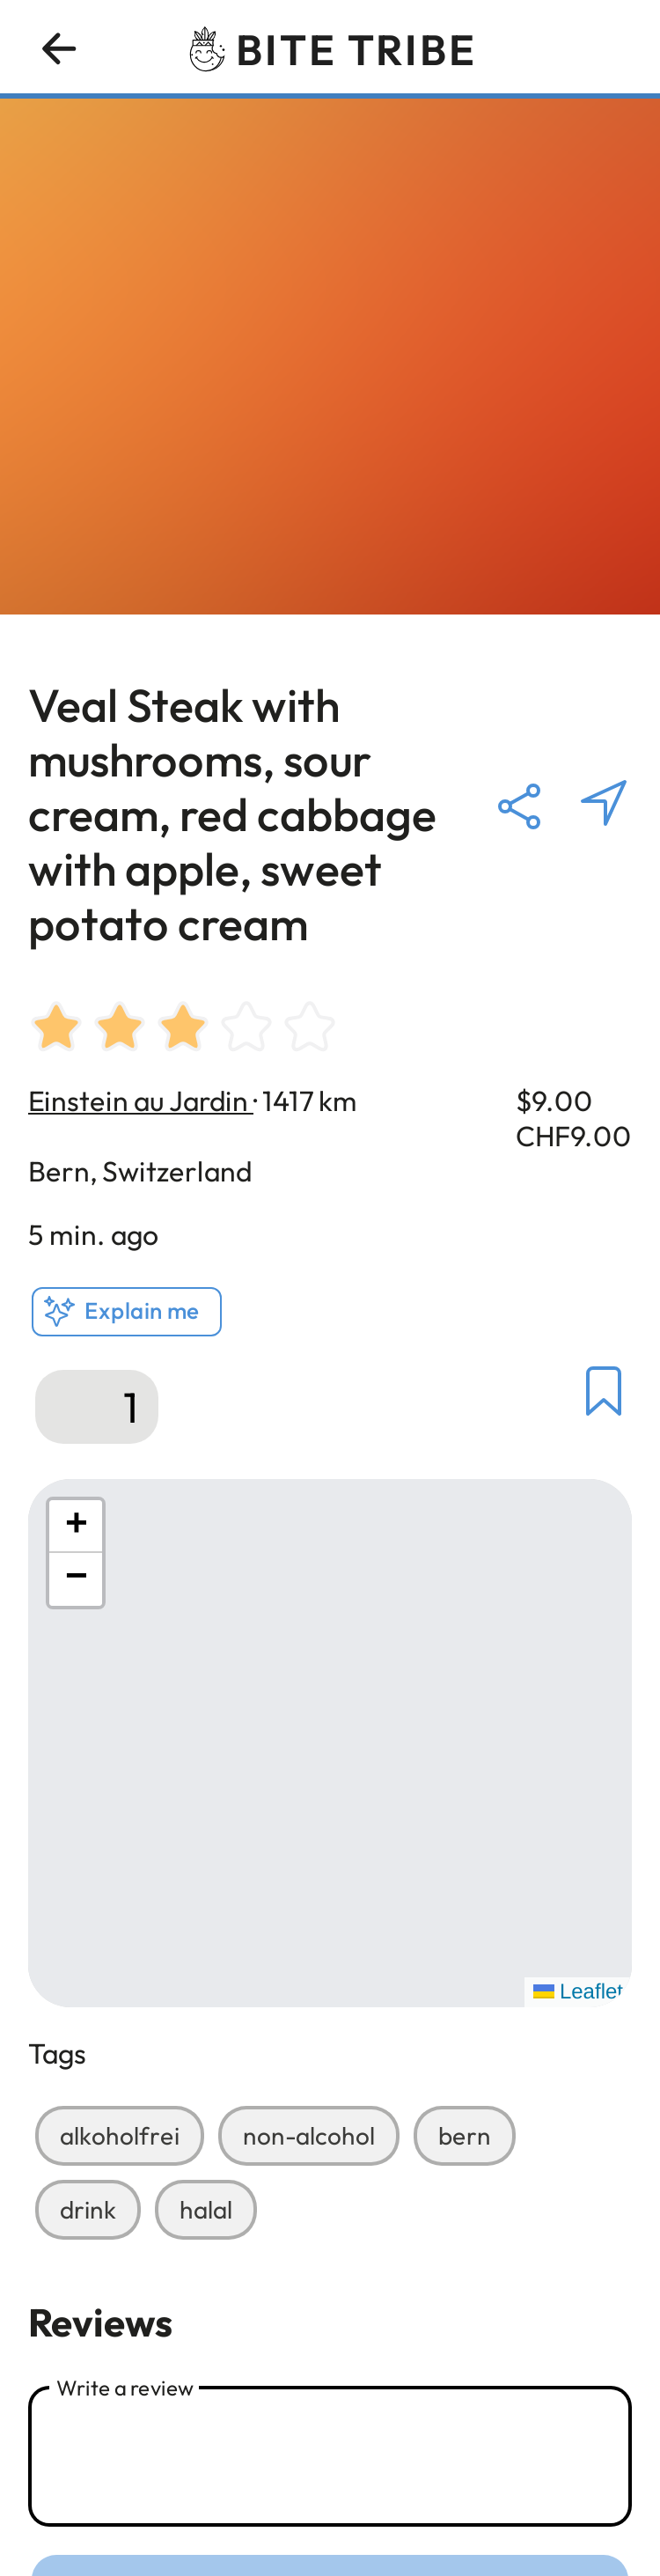 BITE TRIBE
Veal Steak with
mushrooms, sour
cream, red cabbage
with apple, sweet
potato cream
Einstein au Jardin · 1417 km
$9.00
CHF9.00
Bern, Switzerland
5 min. ago
Explain me
1
+
−
Leaflet
Tags
alkoholfrei non-alcohol bern
drink halal
Reviews
Write a review